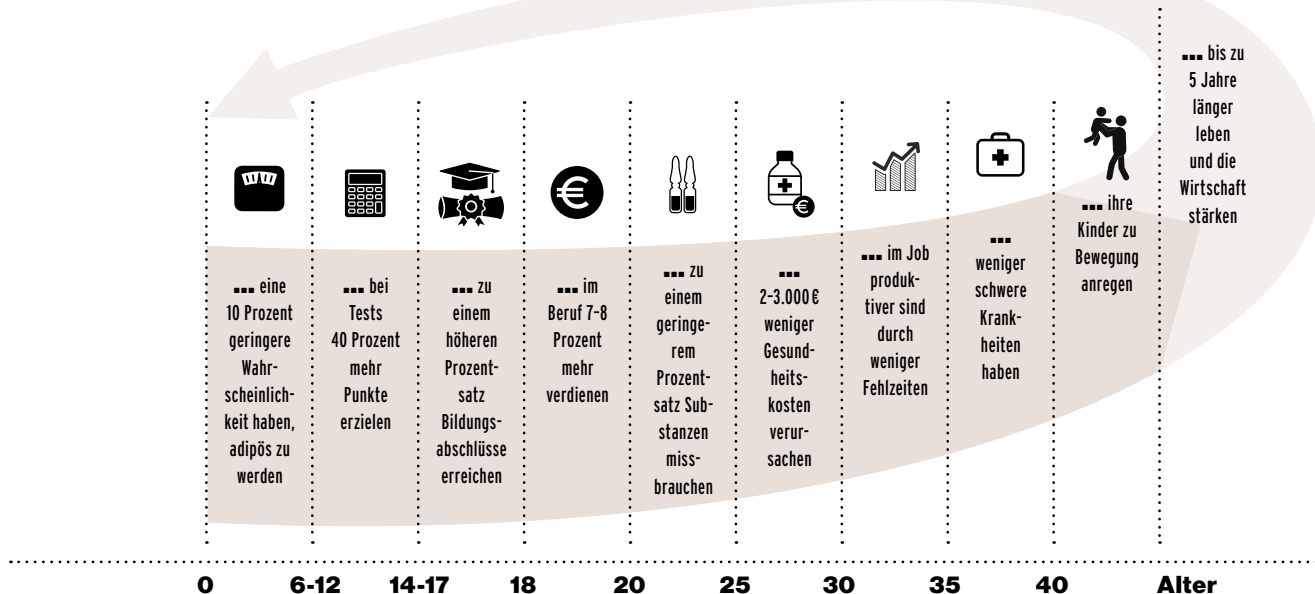 ... eine
10 Prozent
geringere
Wahr-
scheinlich-
keit haben,
adipös zu
werden
... bei
Tests
40 Prozent
mehr
Punkte
erzielen
... zu
einem
höheren
Prozent-
satz
Bildungs-
abschlüsse
erreichen
€
... im
Beruf 7-8
Prozent
mehr
verdienen
... zu
einem
geringe-
rem
Prozent-
satz Sub-
stanzen
miss-
brauchen
€
...
2-3.000 €
weniger
Gesund-
heits-
kosten
verur-
sachen
... im Job
produk-
tiver sind
durch
weniger
Fehlzeiten
...
weniger
schwere
Krank-
heiten
haben
... ihre
Kinder zu
Bewegung
anregen
... bis zu
5 Jahre
länger
leben
und die
Wirtschaft
stärken
0 6-12 14-17 18 20 25 30 35 40 Alter